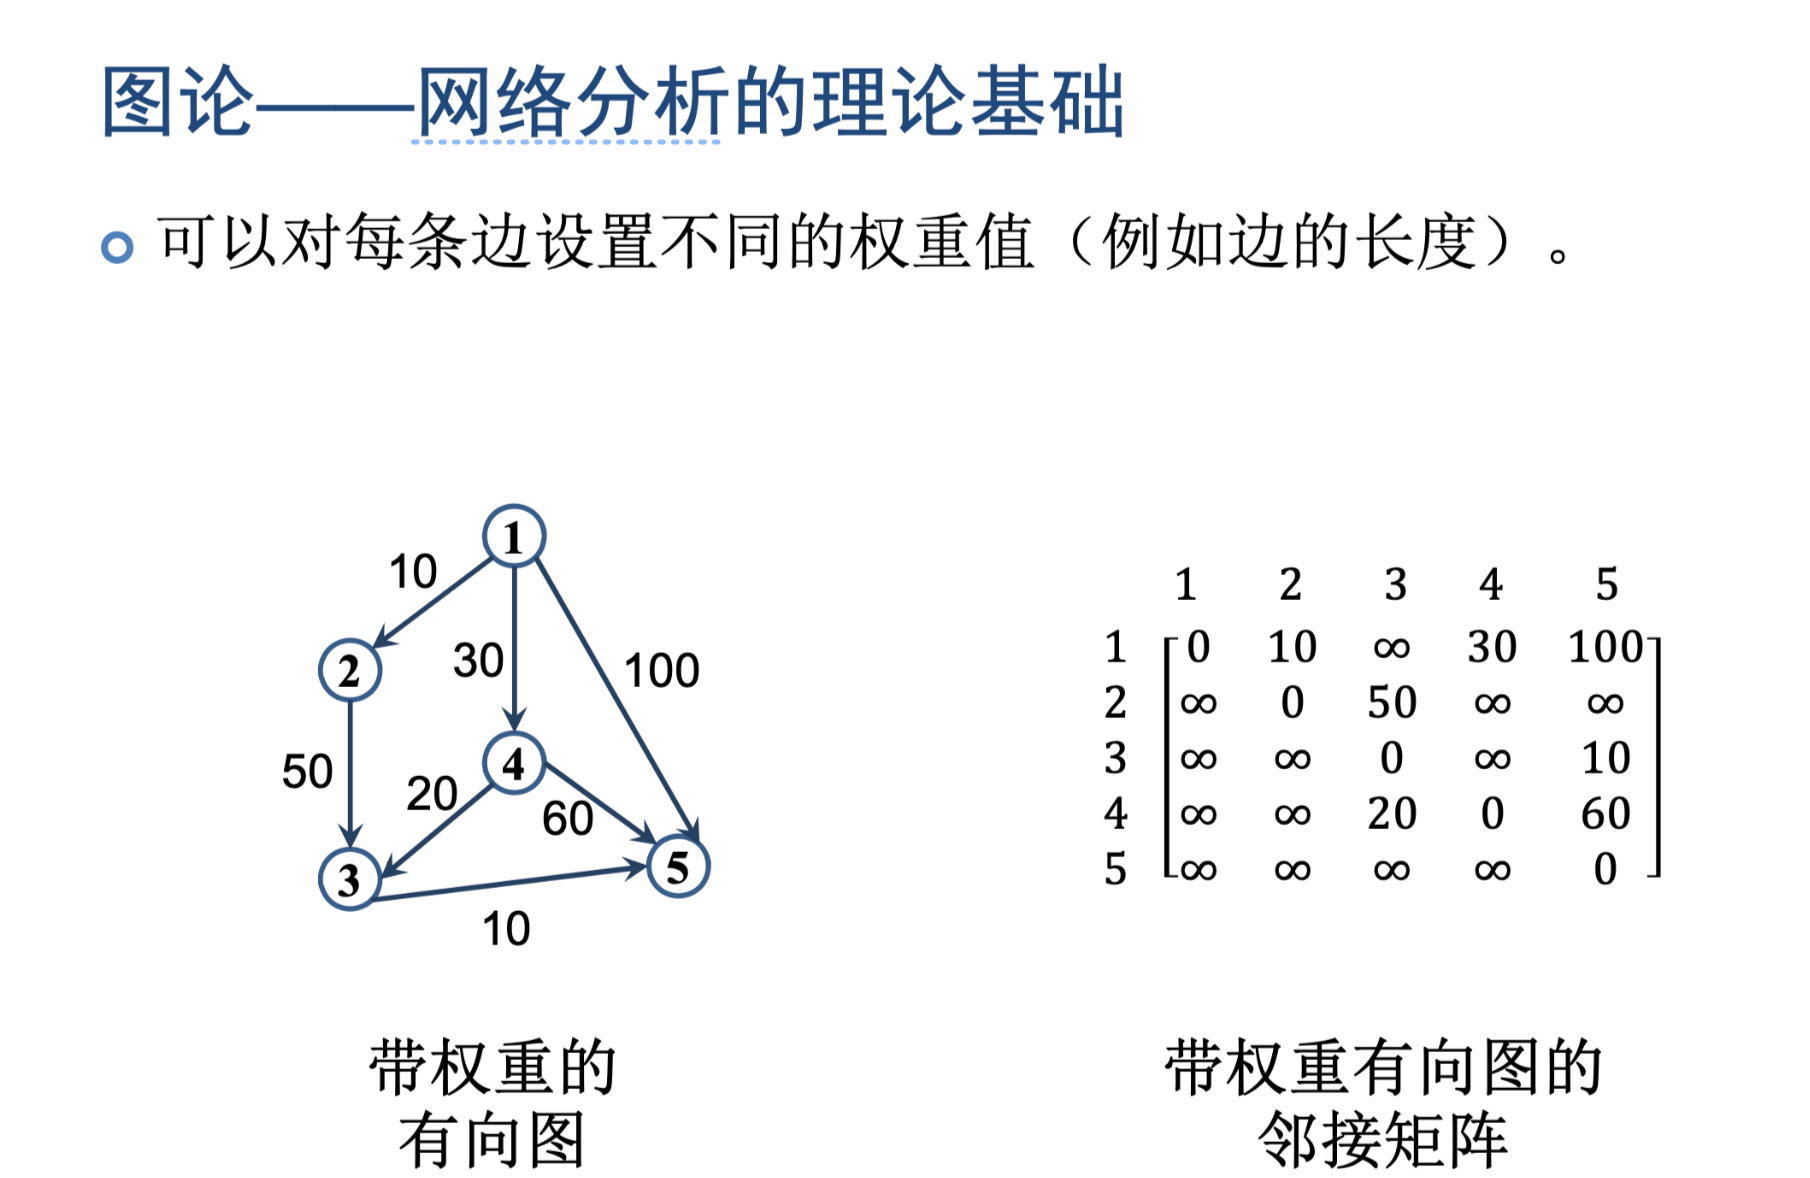 图论——网络分析的理论基础
可以对每条边设置不同的权重值（例如边的长度）。
1
10
2
30
100
50
4
20
60
3
5
10
1 2 3 4 5
1 0 10 ∞ 30 100
2 ∞ 0 50 ∞ ∞
3 ∞ ∞ 0 ∞ 10
4 ∞ ∞ 20 0 60
5 ∞ ∞ ∞ ∞ 0
带权重的
有向图
带权重有向图的
邻接矩阵